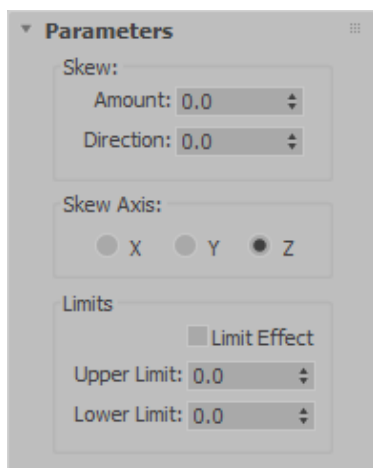 Parameters
Skew:
Amount: 0.0
Direction: 0.0
Skew Axis:
X Y Z
Limits
Limit Effect
Upper Limit: 0.0
Lower Limit: 0.0